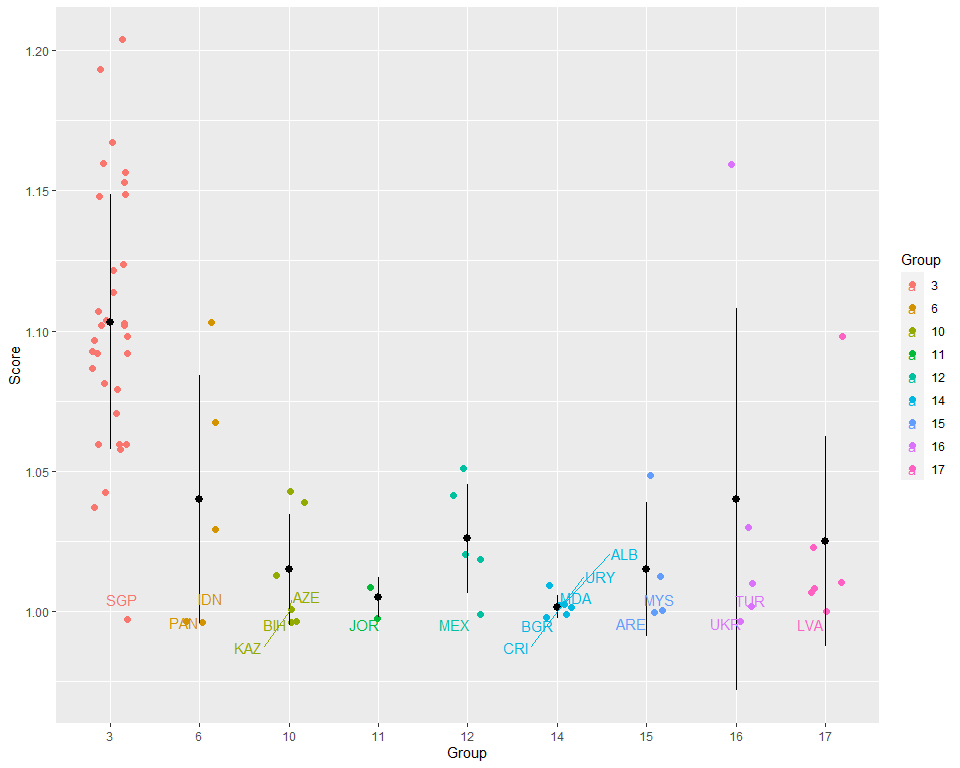 1.20
1.15
1.10
1.05
1.00
Score
SGP
PAN
IDN
KAZ
BIH
AZE
JOR
MEX
BGR
CRI
MDA
URY
ALB
ARE
MYS
UKR
TUR
LVA
3 6 10 11 12 14 15 16 17
Group
Group
3
6
10
11
12
14
15
16
17